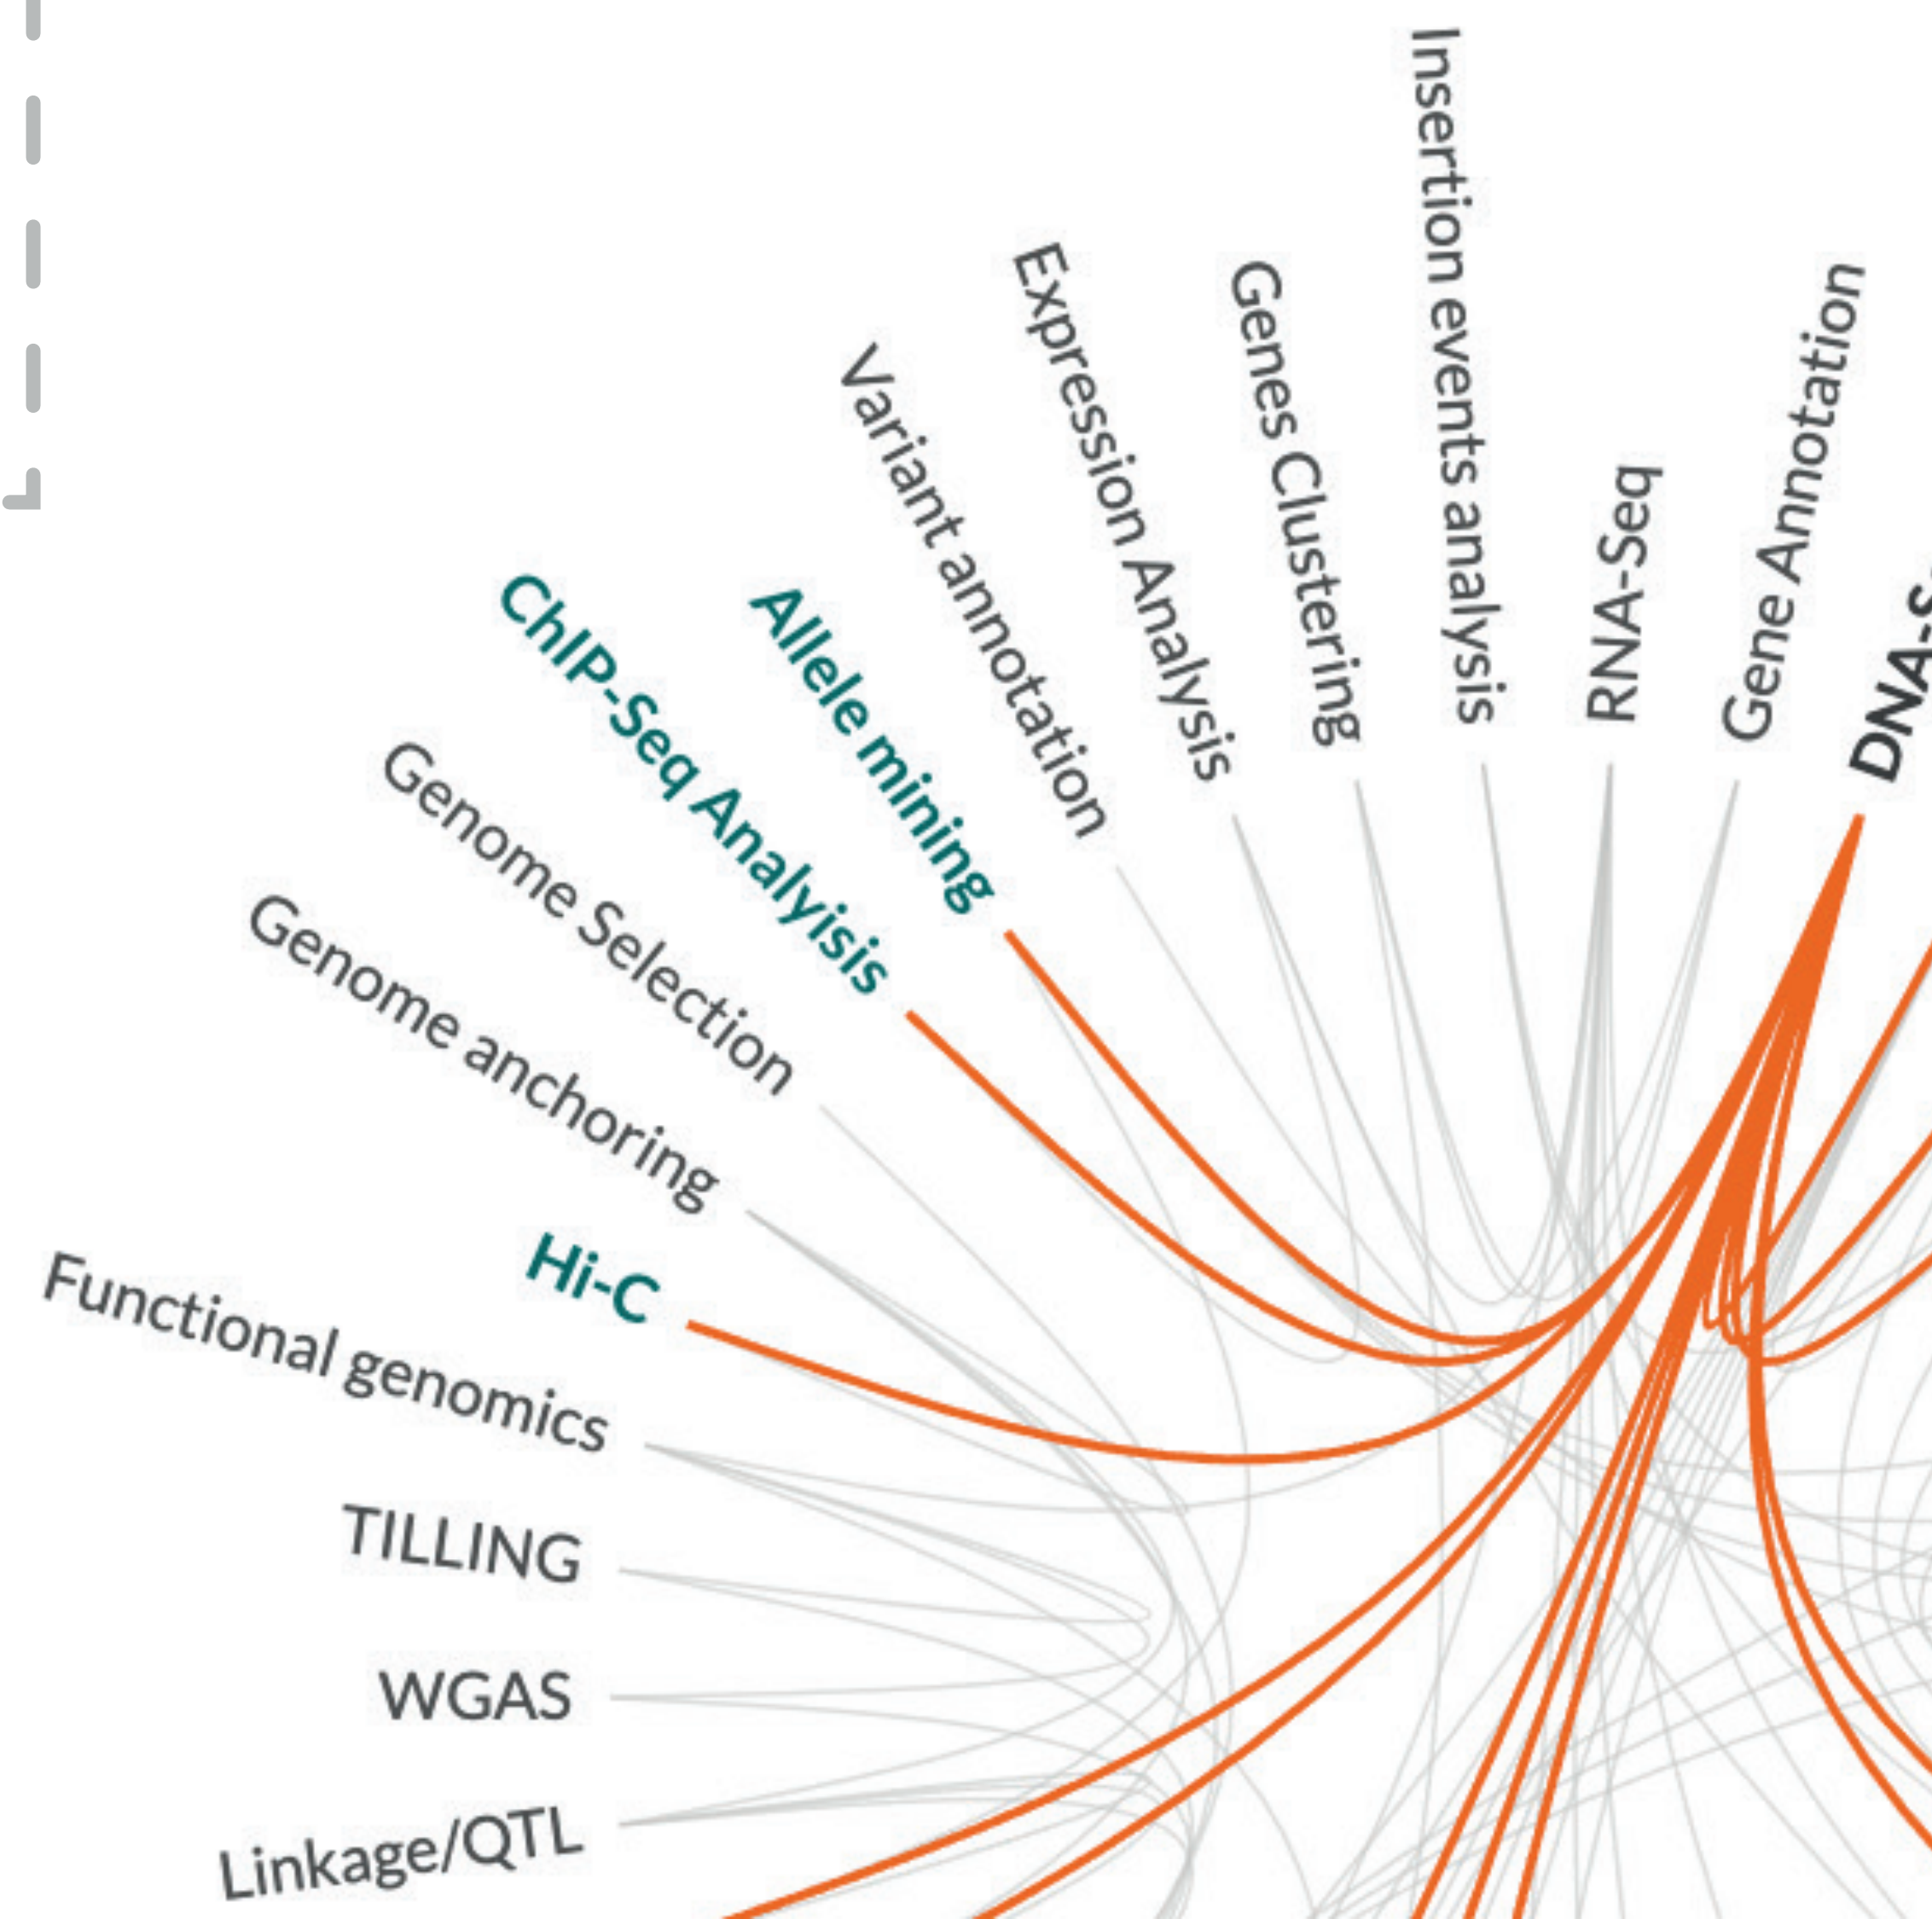 Insertion events analysis
Expression Analysis
Genes Clustering
Gene Annotation
Variant annotation
RNA-Seq
ChIP-Seq Analyisis
Allele mining
Genome Selection
Genome anchoring
Hi-C
Functional genomics
TILLING
WGAS
Linkage/QTL